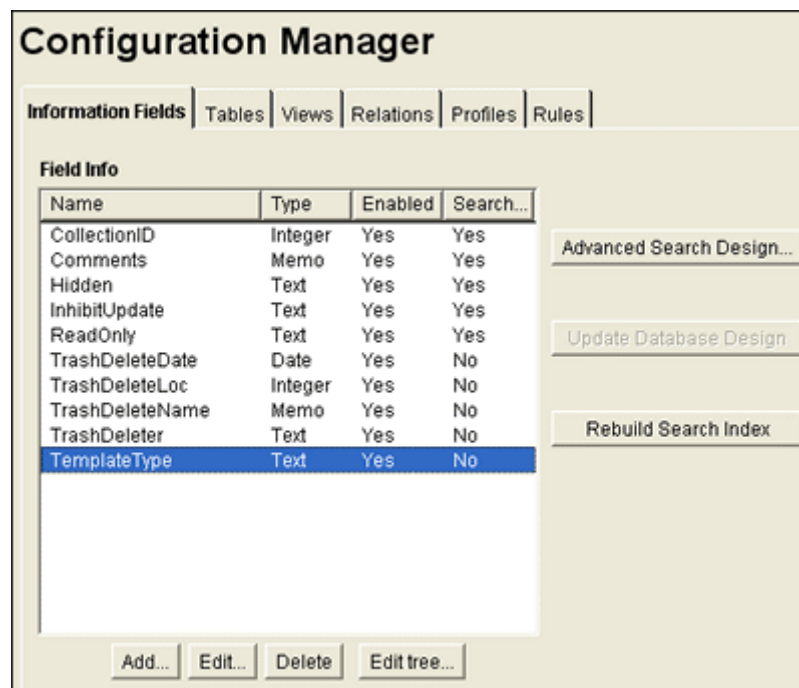 Configuration Manager
Information Fields Tables Views Relations Profiles Rules
Field Info
Name Type Enabled Search...
CollectionID Integer Yes Yes
Comments Memo Yes Yes
Hidden Text Yes Yes
InhibitUpdate Text Yes Yes
ReadOnly Text Yes Yes
TrashDeleteDate Date Yes No
TrashDeleteLoc Integer Yes No
TrashDeleteName Memo Yes No
TrashDeleter Text Yes No
TemplateType Text Yes No
Advanced Search Design...
Update Database Design
Rebuild Search Index
Add... Edit... Delete Edit tree...